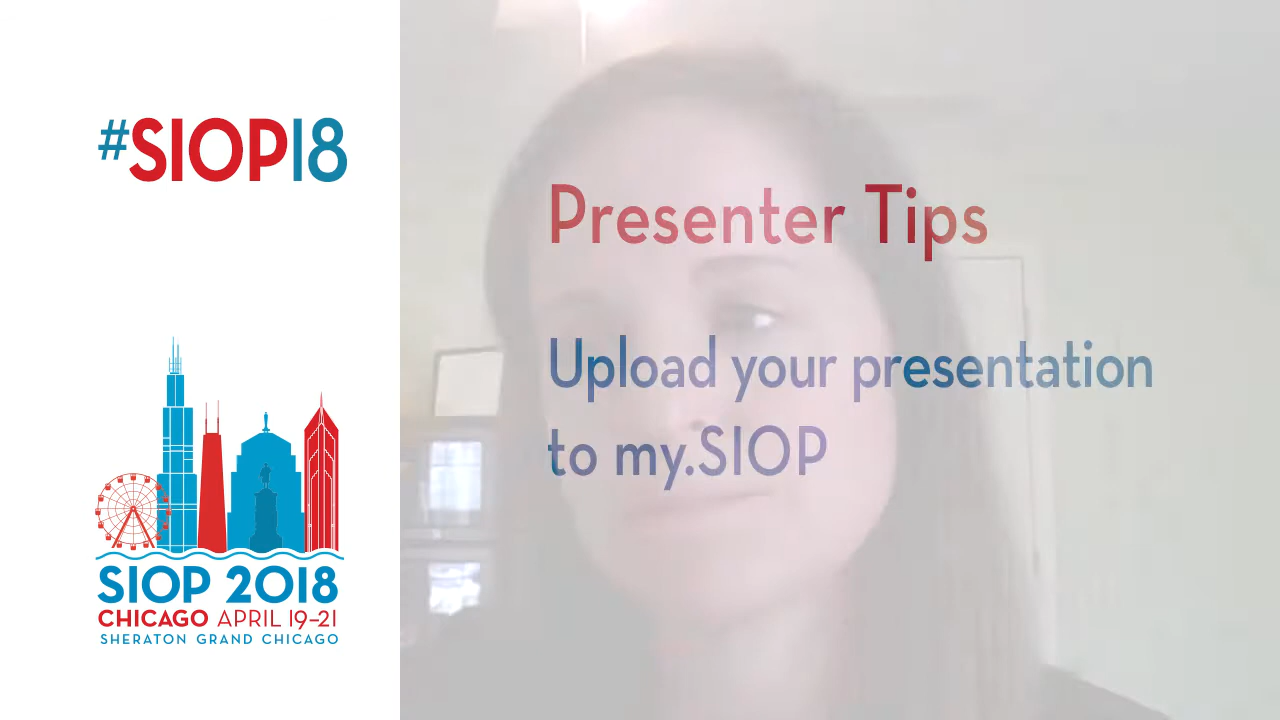 #SIOP18
Presenter Tips
Upload your presentation
to my.SIOP
SIOP 2018
CHICAGO APRIL 19-21
SHERATON GRAND CHICAGO